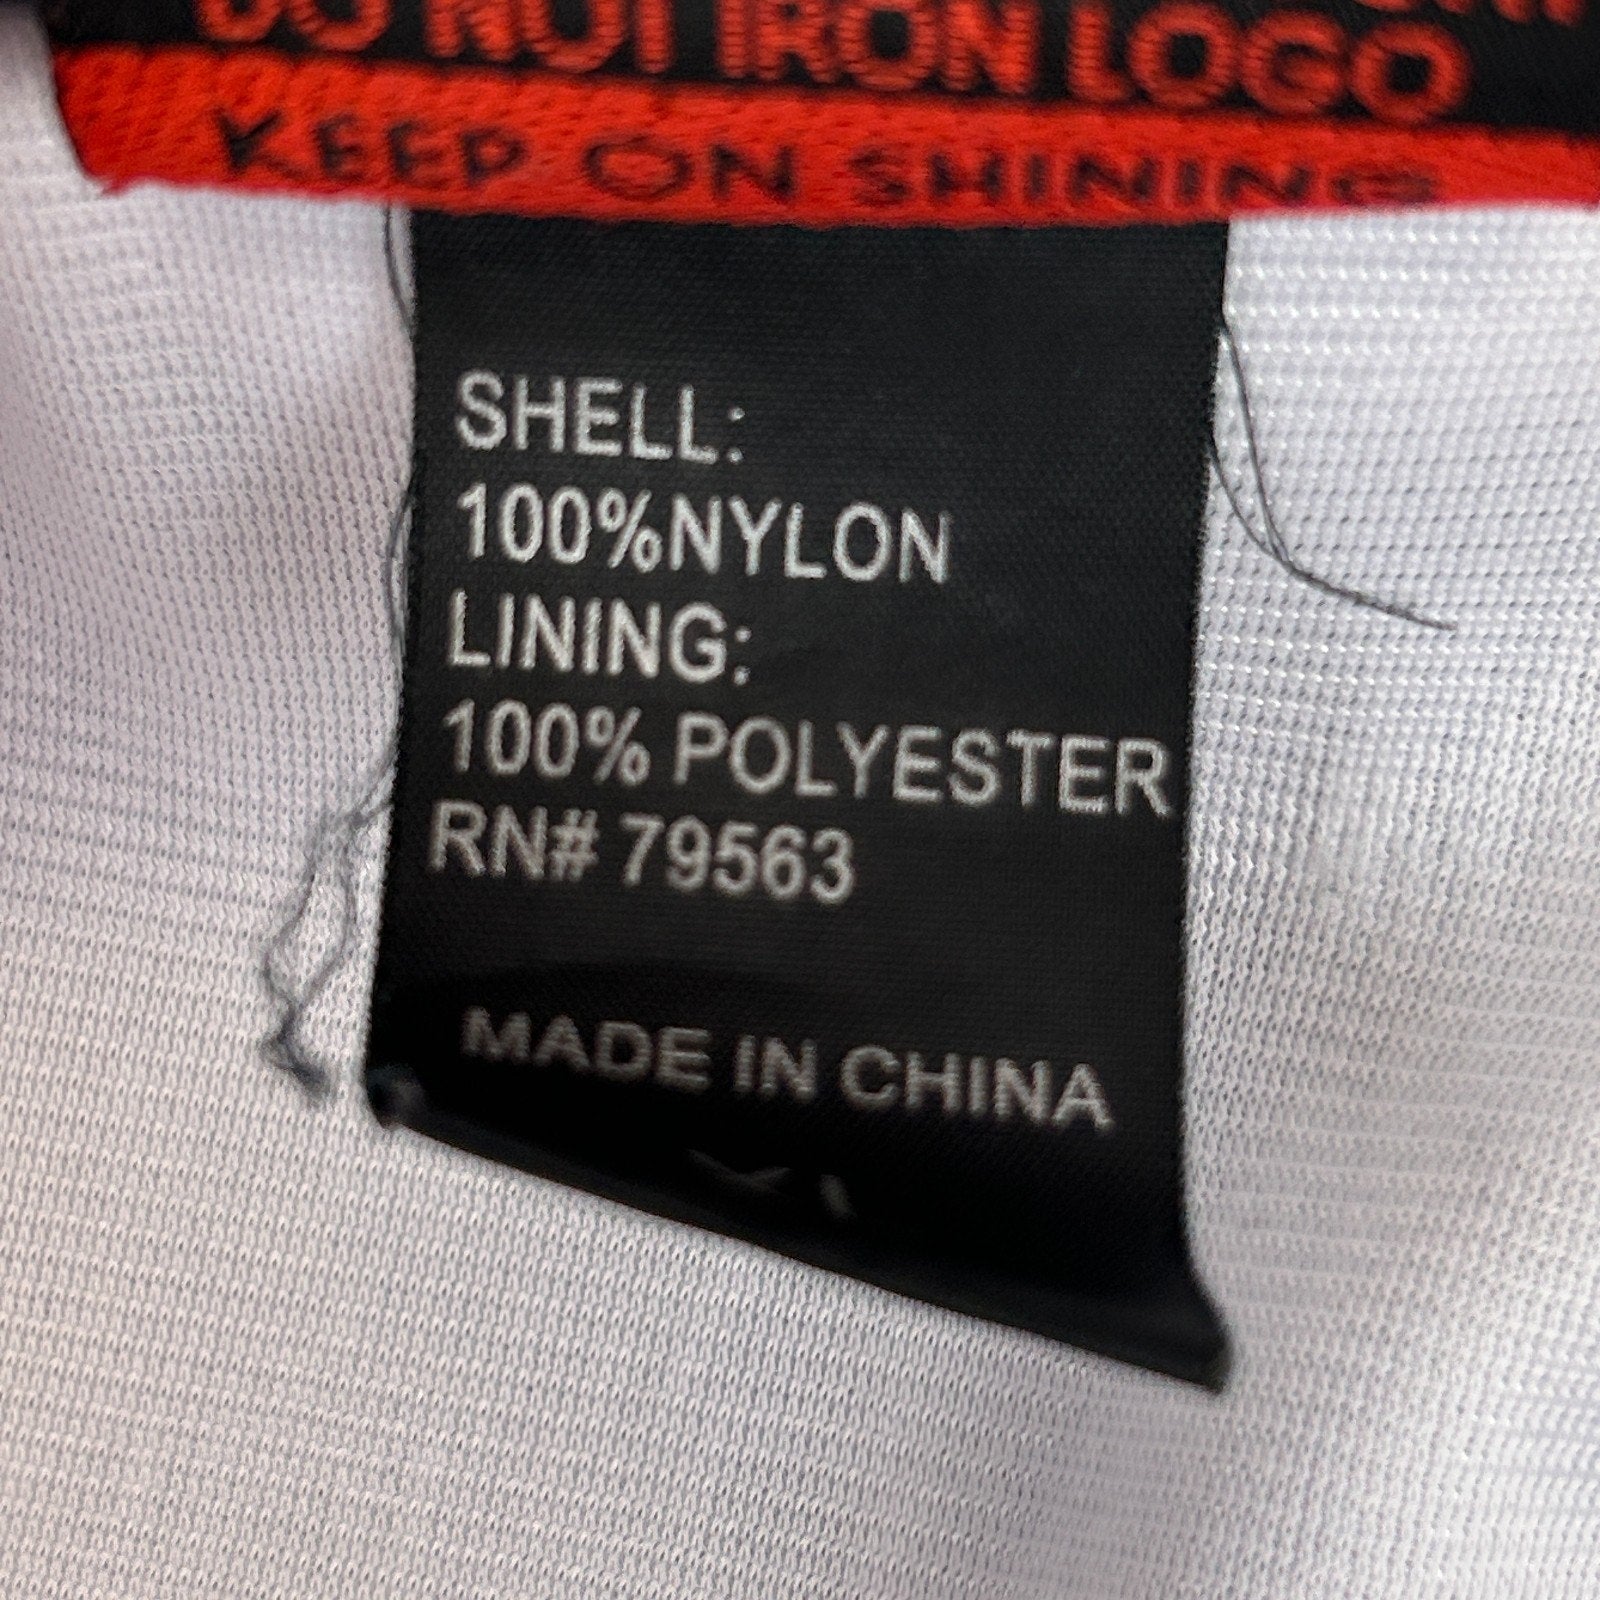 DO NOT IRON LOGO
KEEP ON SHINING
SHELL:
100%NYLON
LINING:
100% POLYESTER
RN# 79563
MADE IN CHINA